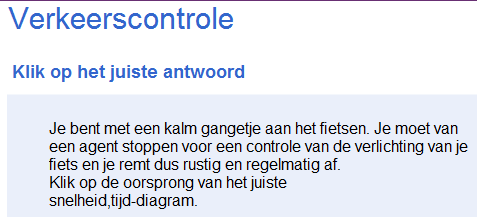 Verkeerscontrole
Klik op het juiste antwoord
Je bent met een kalm gangetje aan het fietsen. Je moet van
een agent stoppen voor een controle van de verlichting van je
fiets en je remt dus rustig en regelmatig af.
Klik op de oorsprong van het juiste
snelheid,tijd-diagram.